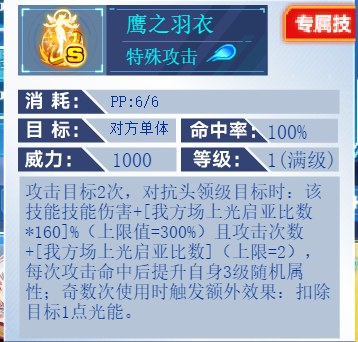 鹰之羽衣
专属技
S
特殊攻击
消耗: PP:6/6
目标: 对方单体 命中率: 100%
威力: 1000 等级: 1(满级)
攻击目标2次，对抗头领级目标时：该
技能技能伤害+[我方场上光启亚比数
*160]%（上限值=300%）且攻击次数
+[我方场上光启亚比数]（上限=2），
每次攻击命中后提升自身3级随机属
性；奇数次使用时触发额外效果：扣除
目标1点光能。